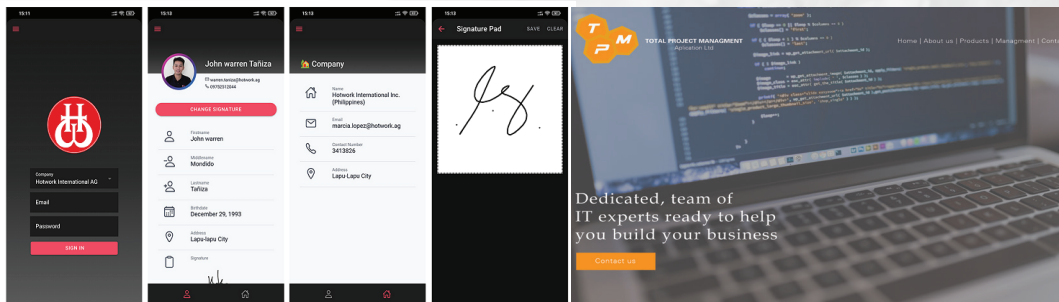 15:11
Company
Hotwork International AG
Email
Password
SIGN IN
15:13
John warren Tañiza
warren.taniza@hotwork.ag
09752312044
CHANGE SIGNATURE
Firstname
John warren
Middlename
Mondido
Lastname
Tañiza
Birthdate
December 29, 1993
Address
Lapu-lapu City
Signature
15:13
Company
Name
Hotwork International Inc.
(Philippines)
Email
marcia.lopez@hotwork.ag
Contact Number
3413826
Address
Lapu-Lapu City
15:13
Signature Pad
SAVE CLEAR
T
P
M
TOTAL PROJECT MANAGMENT
Aplication Ltd
Home | About us | Products | Managment | Conta
Dedicated, team of
IT experts ready to help
you build your business
Contact us